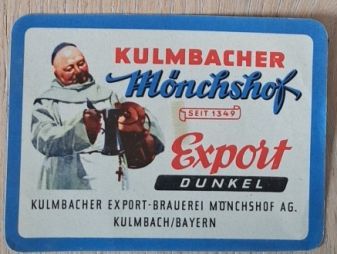 KULMBACHER
Mönchshof
SEIT 1349
Export
DUNKEL
KULMBACHER EXPORT-BRAUEREI MÖNCHSHOF AG.
KULMBACH/BAYERN